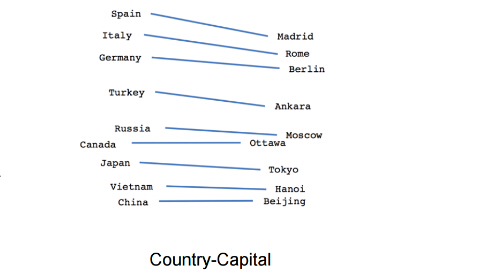 Spain
Madrid
Italy
Rome
Germany
Berlin
Turkey
Ankara
Russia
Moscow
Canada
Ottawa
Japan
Tokyo
Vietnam
Hanoi
China
Beijing
Country-Capital